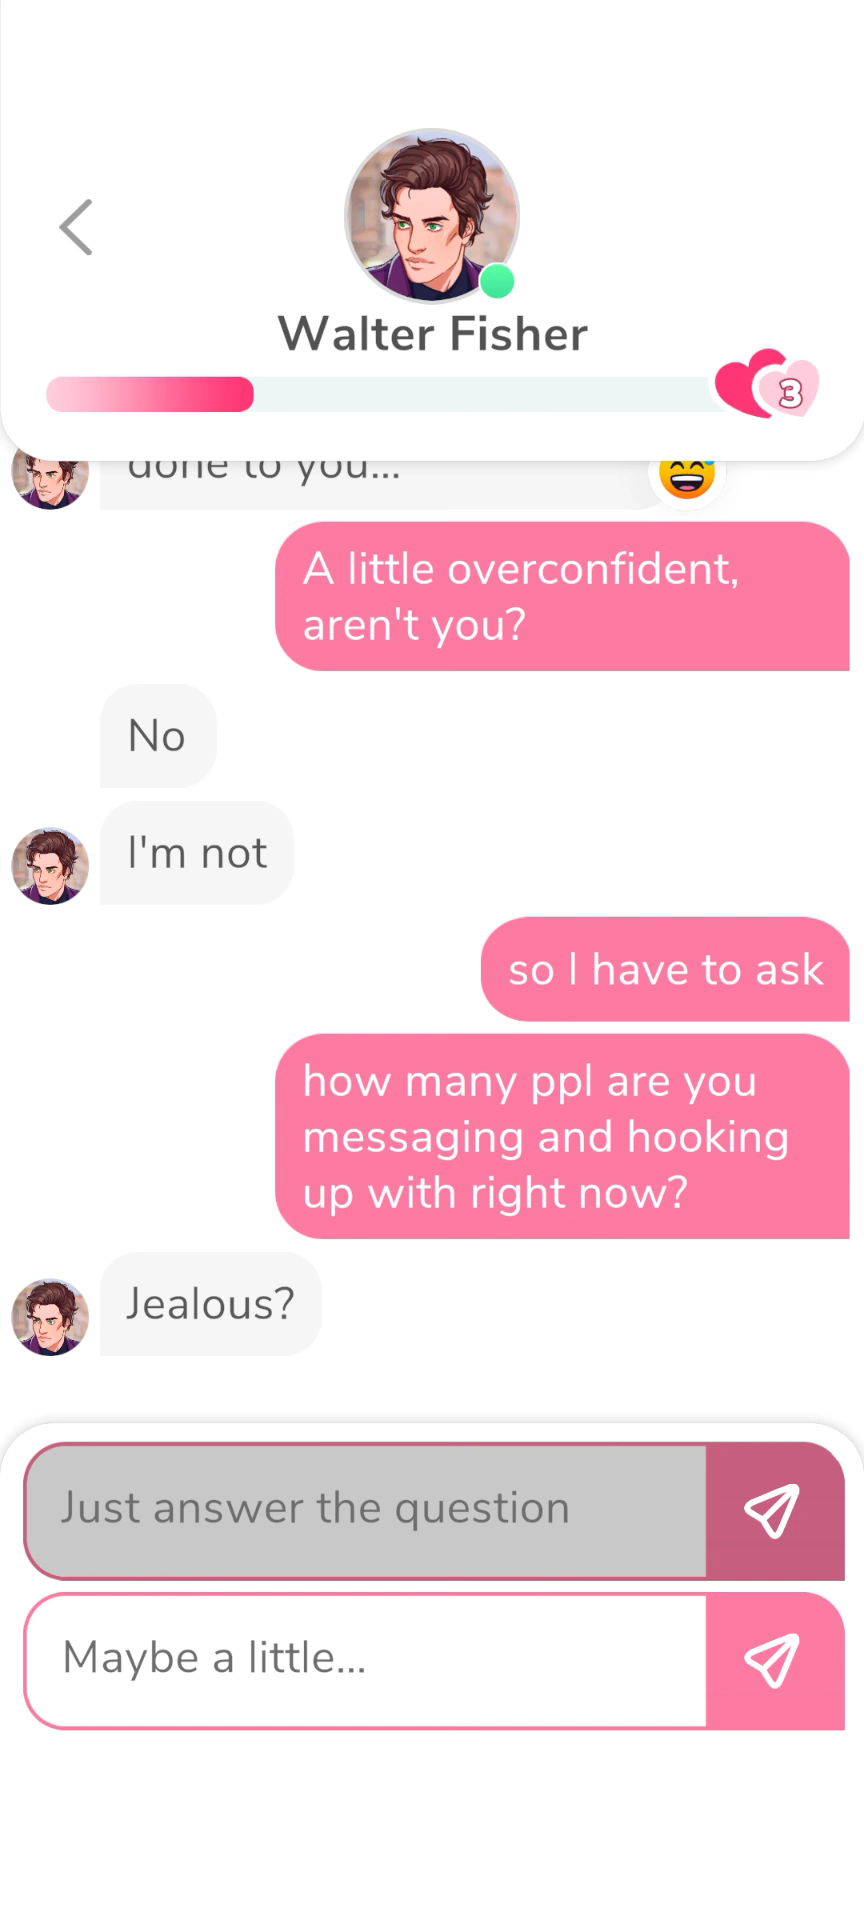 Walter Fisher
3
done to you...
A little overconfident,
aren't you?
No
I'm not
so I have to ask
how many ppl are you
messaging and hooking
up with right now?
Jealous?
Just answer the question
Maybe a little...